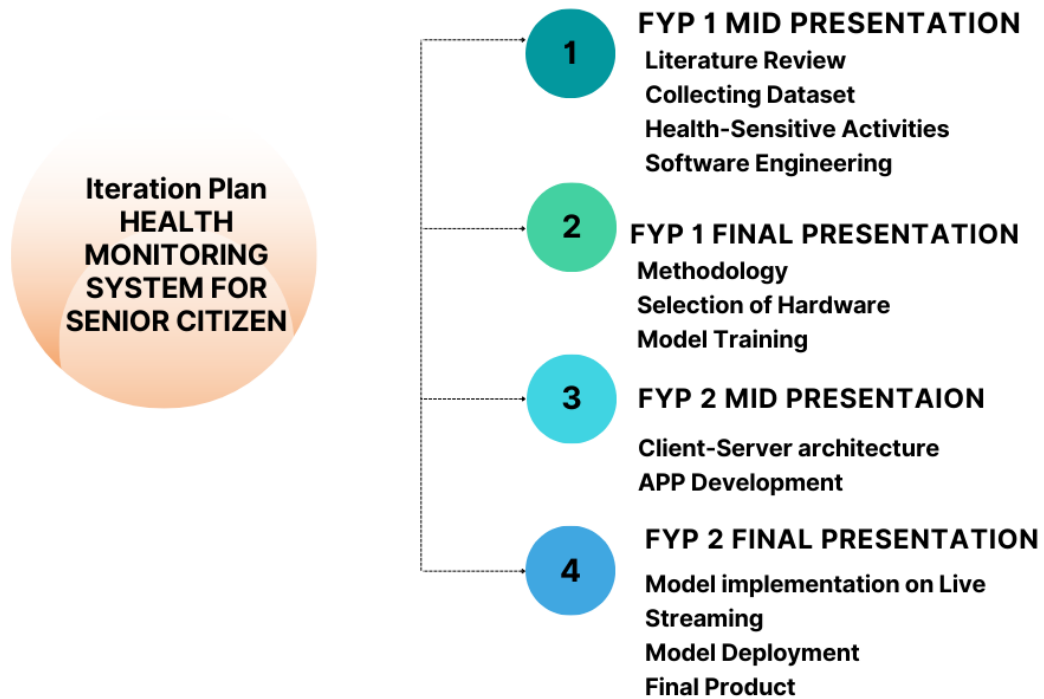 Iteration Plan
HEALTH
MONITORING
SYSTEM FOR
SENIOR CITIZEN
1
FYP 1 MID PRESENTATION
Literature Review
Collecting Dataset
Health-Sensitive Activities
Software Engineering
2
FYP 1 FINAL PRESENTATION
Methodology
Selection of Hardware
Model Training
3
FYP 2 MID PRESENTAION
Client-Server architecture
APP Development
4
FYP 2 FINAL PRESENTATION
Model implementation on Live
Streaming
Model Deployment
Final Product